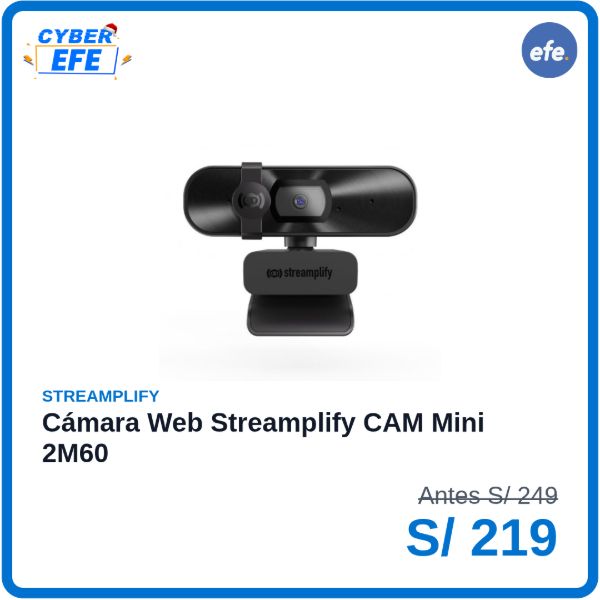 CYBER
EFE
efe.
streamplify
STREAMPLIFY
Cámara Web Streamplify CAM Mini
2M60
Antes S/ 249
S/ 219